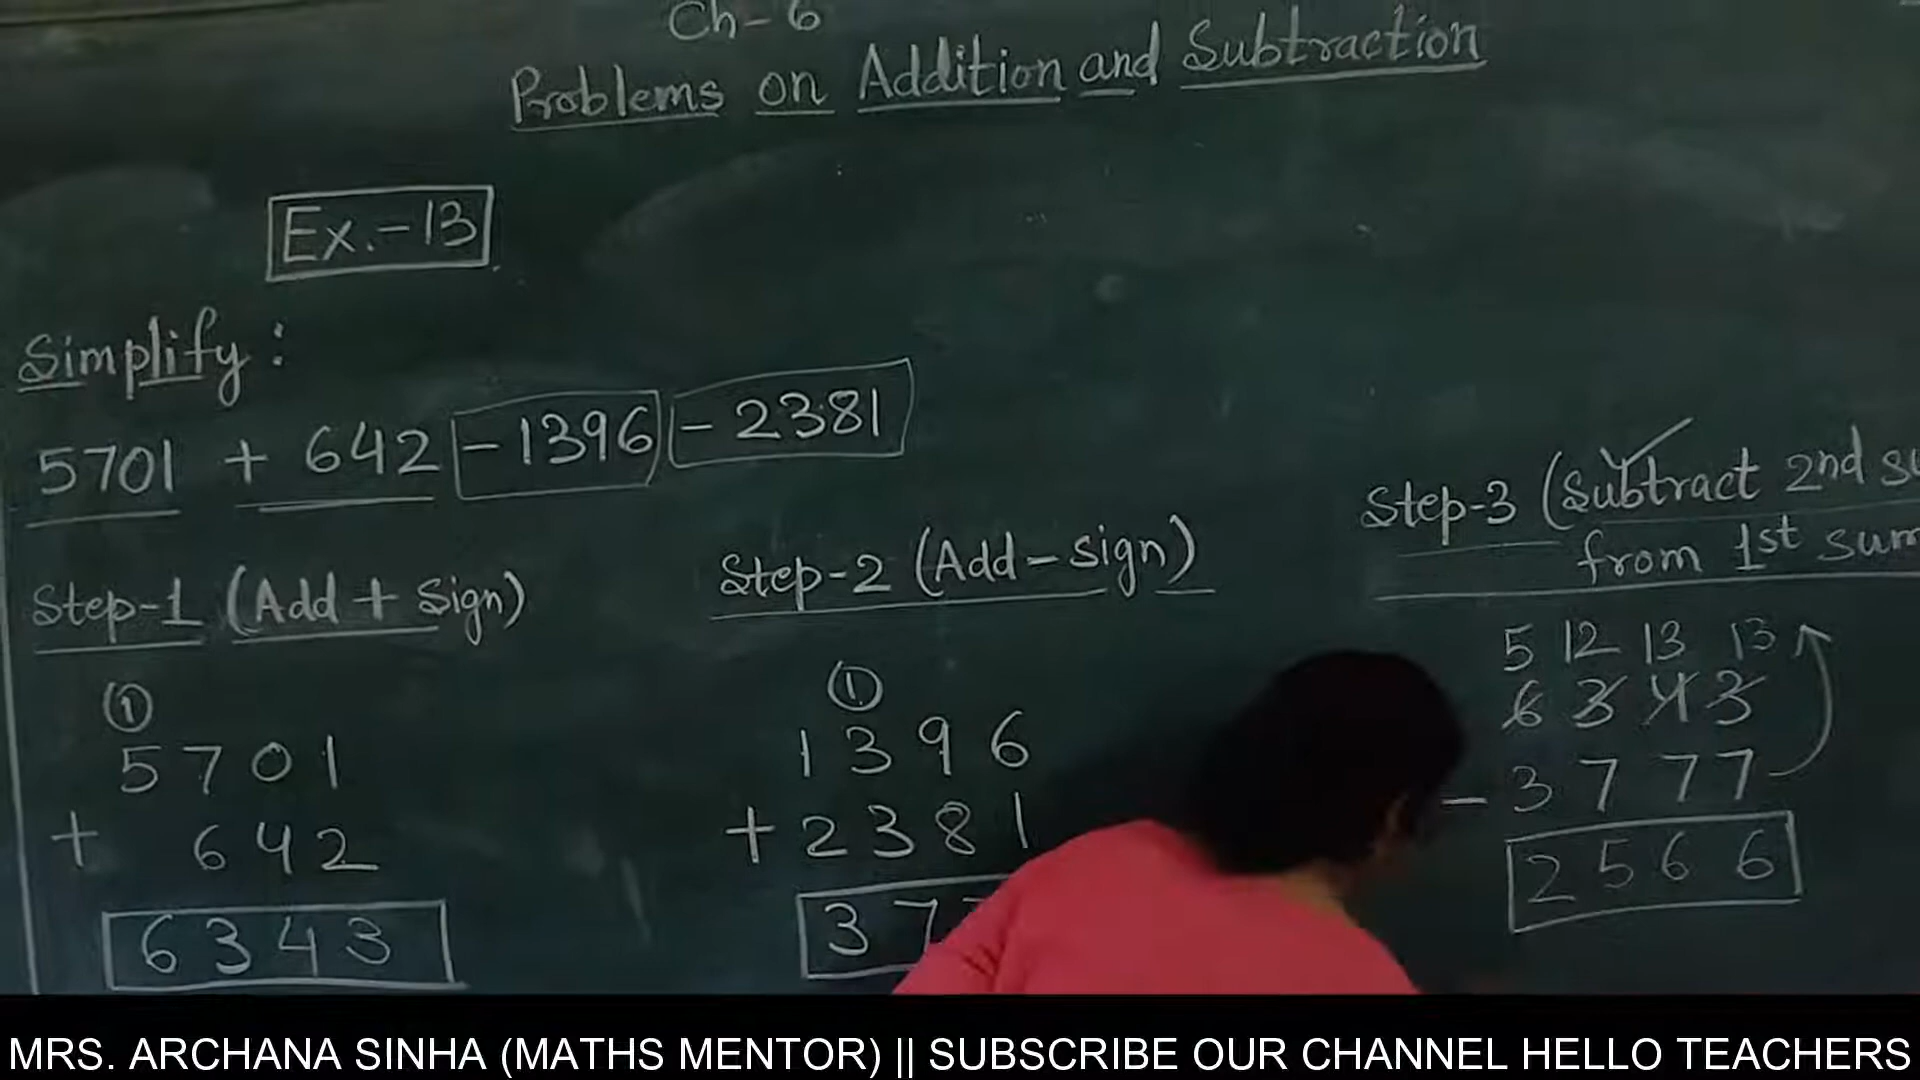 Ch-6
Problems on Addition and Subtraction
Ex.-13
Simplify :
5701 + 642 -1396 - 2381
Step-1 (Add + Sign)
1
5701
+ 642
6343
Step-2 (Add - sign)
1
1396
+ 2381
37
Step-3 (Subtract 2nd su
from 1st sum
5 12 13 13
6 3 4 3
- 3 7 7 7
2 5 6 6
MRS. ARCHANA SINHA (MATHS MENTOR) || SUBSCRIBE OUR CHANNEL HELLO TEACHERS